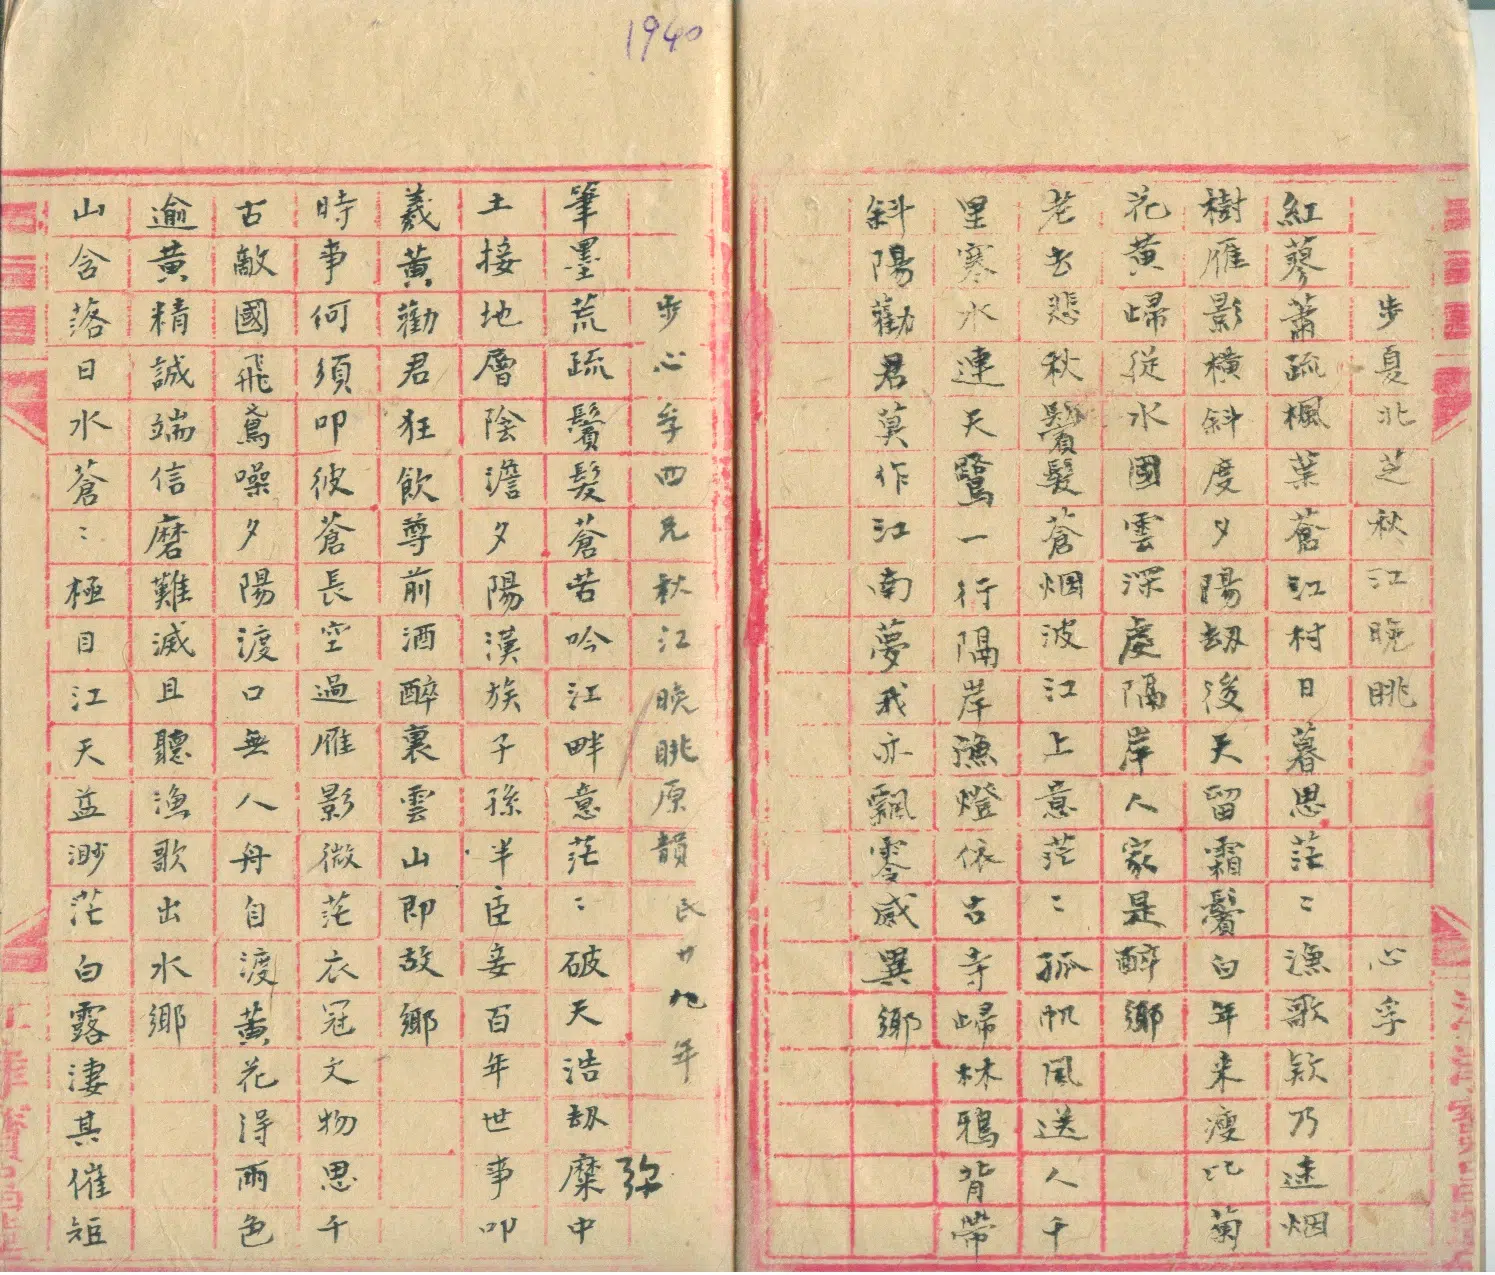 步夏北芝秋江晚眺 心孚
紅蓼蕭疏楓葉蒼江村日暮思茫〻漁歌欵乃迷烟
樹雁影橫斜度夕陽劫後天留霜鬢白年来瘦比菊
花黃歸從水國雲深處隔岸人家是醉鄉
老去悲秋鬢髮蒼烟波江上意茫〻孤帆風送人千
里寒水連天鷺一行隔岸漁燈依古寺歸林鴉背帶
斜陽勸君莫作江南夢我亦飄零感異鄉
1940
步心孚四兄秋江晚眺原韻 民廿九年
弥
筆墨荒疏鬢髮蒼苦吟江畔意茫〻破天浩劫糜中
土接地層陰澹夕陽漢族子孫半臣妾百年世事叩
羲黃勸君狂飲尊前酒醉裏雲山即故鄉
時事何須叩彼蒼長空過雁影微茫衣冠文物思千
古敵國飛鳶噪夕陽渡口無人舟自渡黃花淂雨色
逾黃精誠端信磨難滅且聽漁歌出水鄉
山含落日水蒼〻極目江天益渺茫白露淒其催短